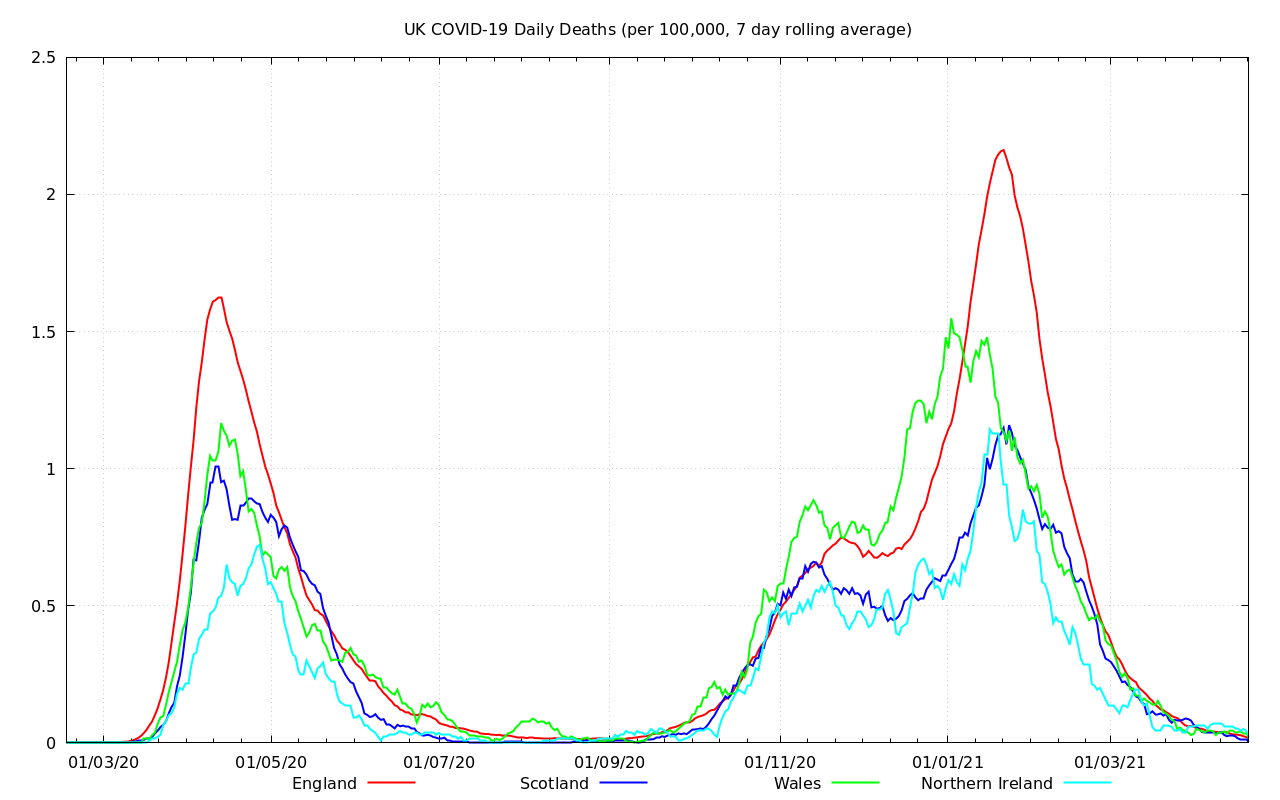 UK COVID-19 Daily Deaths (per 100,000, 7 day rolling average)
2.5
2
1.5
1
0.5
0
01/03/20 01/05/20 01/07/20 01/09/20 01/11/20 01/01/21 01/03/21
England Scotland Wales Northern Ireland